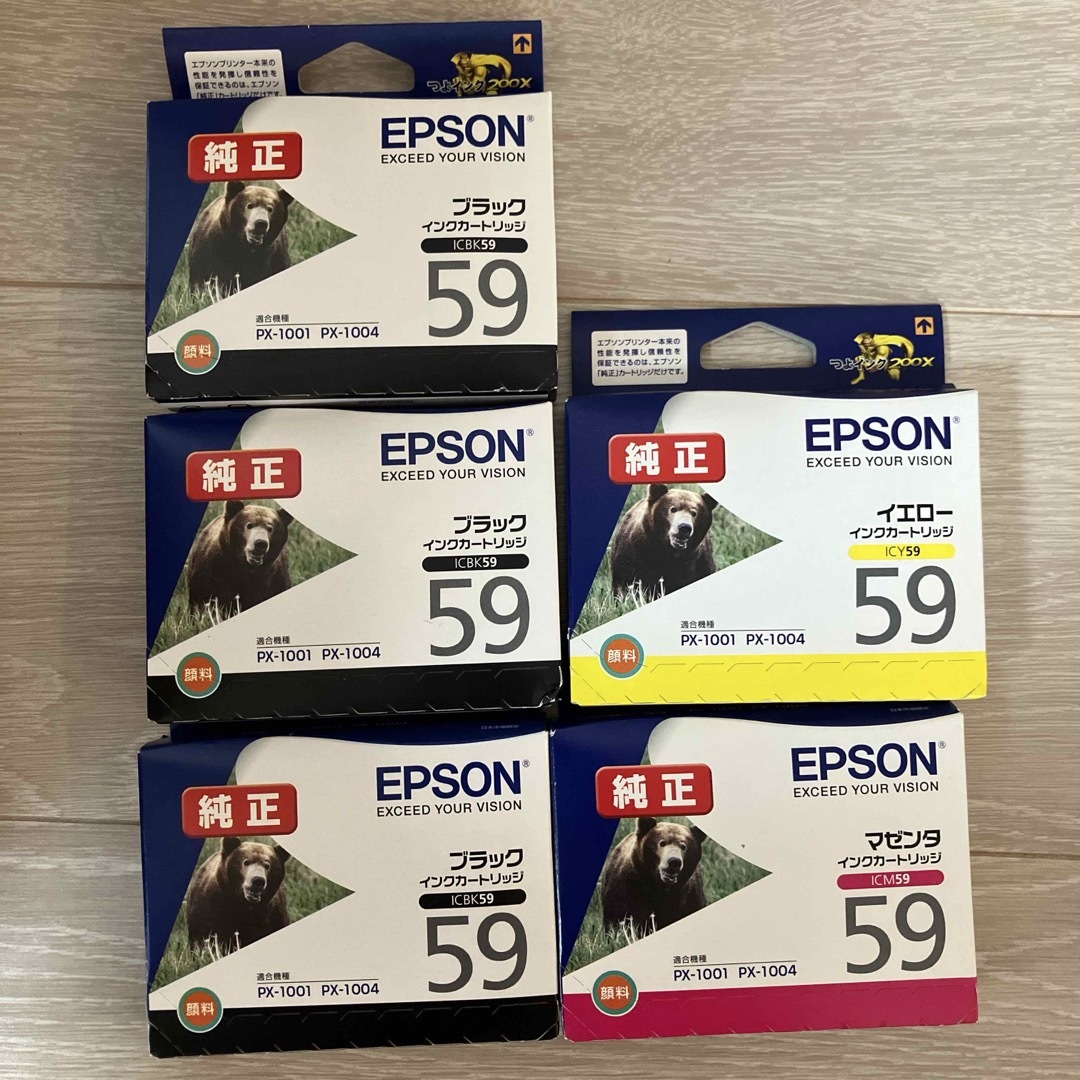 エプソンプリンター本来の
性能を発揮し信頼性を
保証できるのは、エプソン
「純正」カートリッジだけです。
つよインク200X
純正
EPSON®
EXCEED YOUR VISION
ブラック
インクカートリッジ
ICBK59
59
適合機種
PX-1001 PX-1004
顔料
純正
EPSON®
EXCEED YOUR VISION
ブラック
インクカートリッジ
ICBK59
59
適合機種
PX-1001 PX-1004
顔料
純正
EPSON®
EXCEED YOUR VISION
ブラック
インクカートリッジ
ICBK59
59
適合機種
PX-1001 PX-1004
顔料
エプソンプリンター本来の
性能を発揮し信頼性を
保証できるのは、エプソン
「純正」カートリッジだけです。
つよインク200X
純正
EPSON®
EXCEED YOUR VISION
イエロー
インクカートリッジ
ICY59
59
適合機種
PX-1001 PX-1004
顔料
純正
EPSON®
EXCEED YOUR VISION
マゼンタ
インクカートリッジ
ICM59
59
適合機種
PX-1001 PX-1004
顔料